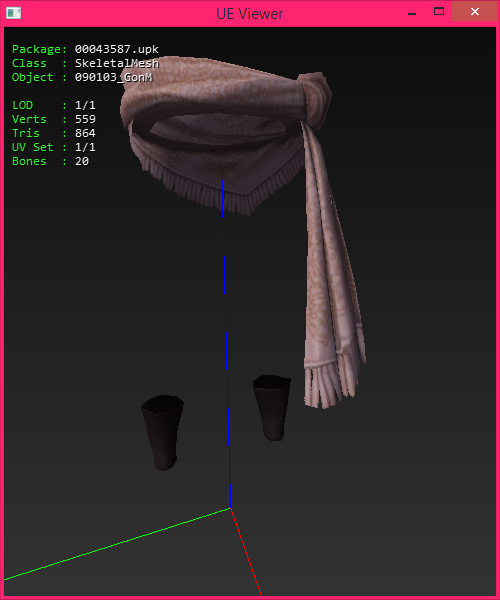 UE Viewer
Package: 00043587.upk
Class  : SkeletalMesh
Object : 090103_GonM
LOD    : 1/1
Verts  : 559
Tris   : 864
UV Set : 1/1
Bones  : 20